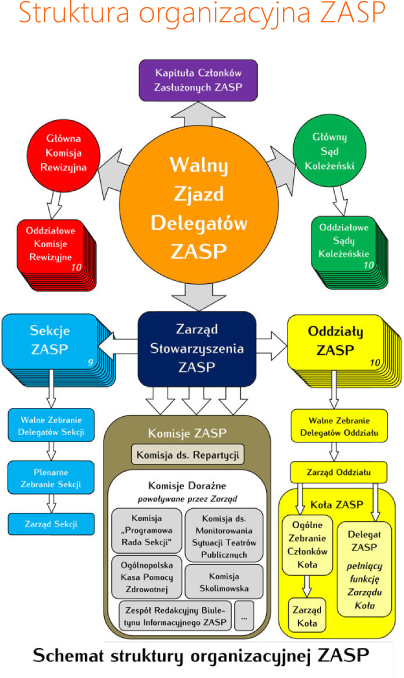 Struktura organizacyjna ZASP
Kapituła Członków
Zasłużonych ZASP
Główna
Komisja
Rewizyjna
Walny
Zjazd
Delegatów
ZASP
Główny
Sąd
Koleżeński
Oddziałowe
Komisje
Rewizyjne
10
Oddziałowe
Sądy
Koleżeńskie
10
Sekcje
ZASP
9
Zarząd
Stowarzyszenia
ZASP
Oddziały
ZASP
10
Walne Zebranie
Delegatów Sekcji
Plenarne
Zebranie Sekcji
Zarząd Sekcji
Komisje ZASP
Komisja ds. Repartycji
Komisje Doraźne
powoływane przez Zarząd
Komisja
„Programowa
Rada Sekcji"
Komisja ds.
Monitorowania
Sytuacji Teatrów
Publicznych
Ogólnopolska
Kasa Pomocy
Zdrowotnej
Komisja
Skolimowska
Zespół Redakcyjny Biule-
tynu Informacyjnego ZASP
...
Walne Zebranie
Delegatów Oddziału
Zarząd Oddziału
Koła ZASP
Ogólne
Zebranie
Członków
Koła
Zarząd
Koła
Delegat
ZASP
pełniący
funkcję
Zarządu
Koła
Schemat struktury organizacyjnej ZASP